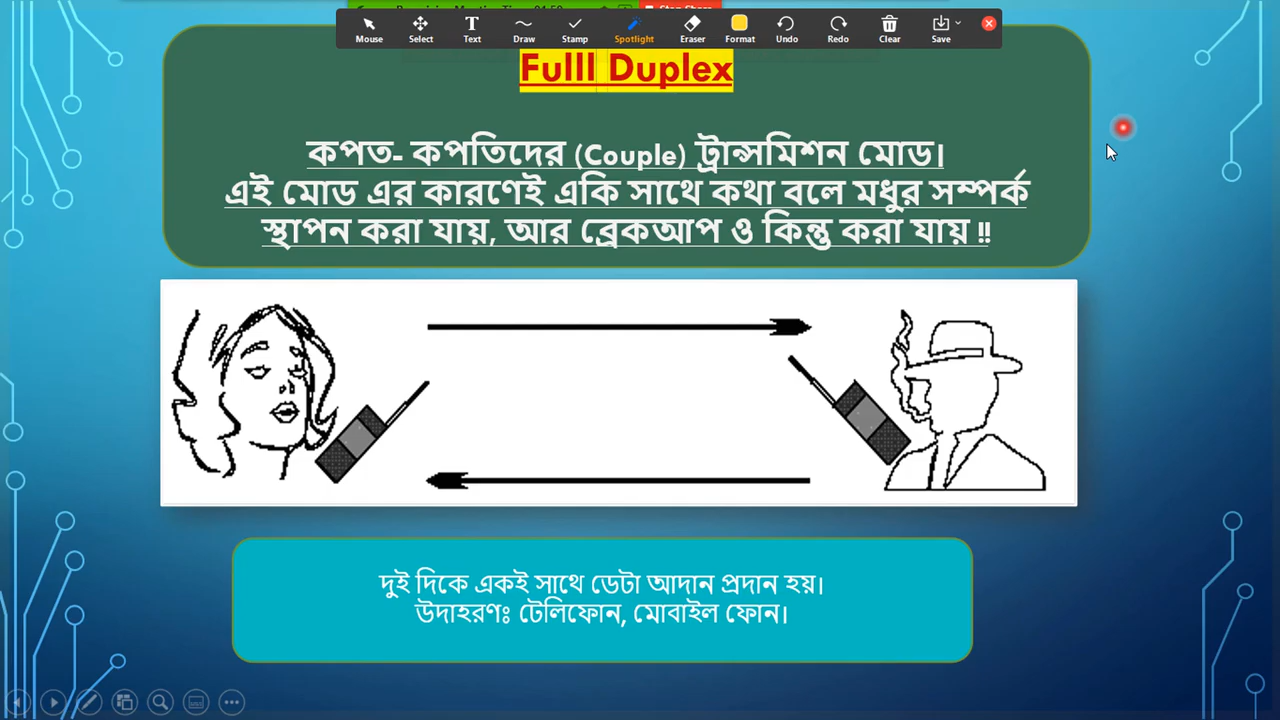 Mouse
Select
Text
Draw
Stamp
Spotlight
Eraser
Format
Undo
Redo
Clear
Save
Fulll Duplex
কপত- কপতিদের (Couple) ট্রান্সমিশন মোড।
এই মোড এর কারণেই একি সাথে কথা বলে মধুর সম্পর্ক
স্থাপন করা যায়, আর ব্রেকআপ ও কিন্তু করা যায় !!
দুই দিকে একই সাথে ডেটা আদান প্রদান হয়।
উদাহরণঃ টেলিফোন, মোবাইল ফোন।